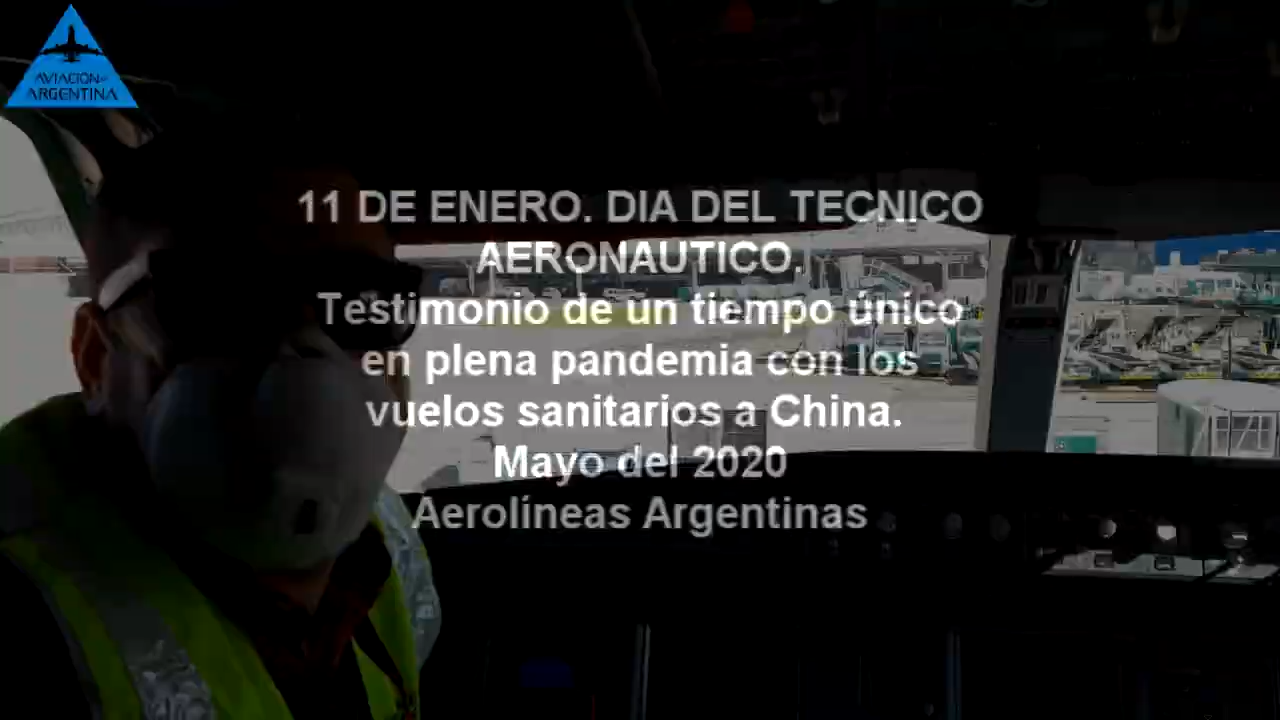 AVIACION
ARGENTINA
11 DE ENERO. DIA DEL TECNICO
AERONAUTICO.
Testimonio de un tiempo único
en plena pandemia con los
vuelos sanitarios a China.
Mayo del 2020
Aerolíneas Argentinas